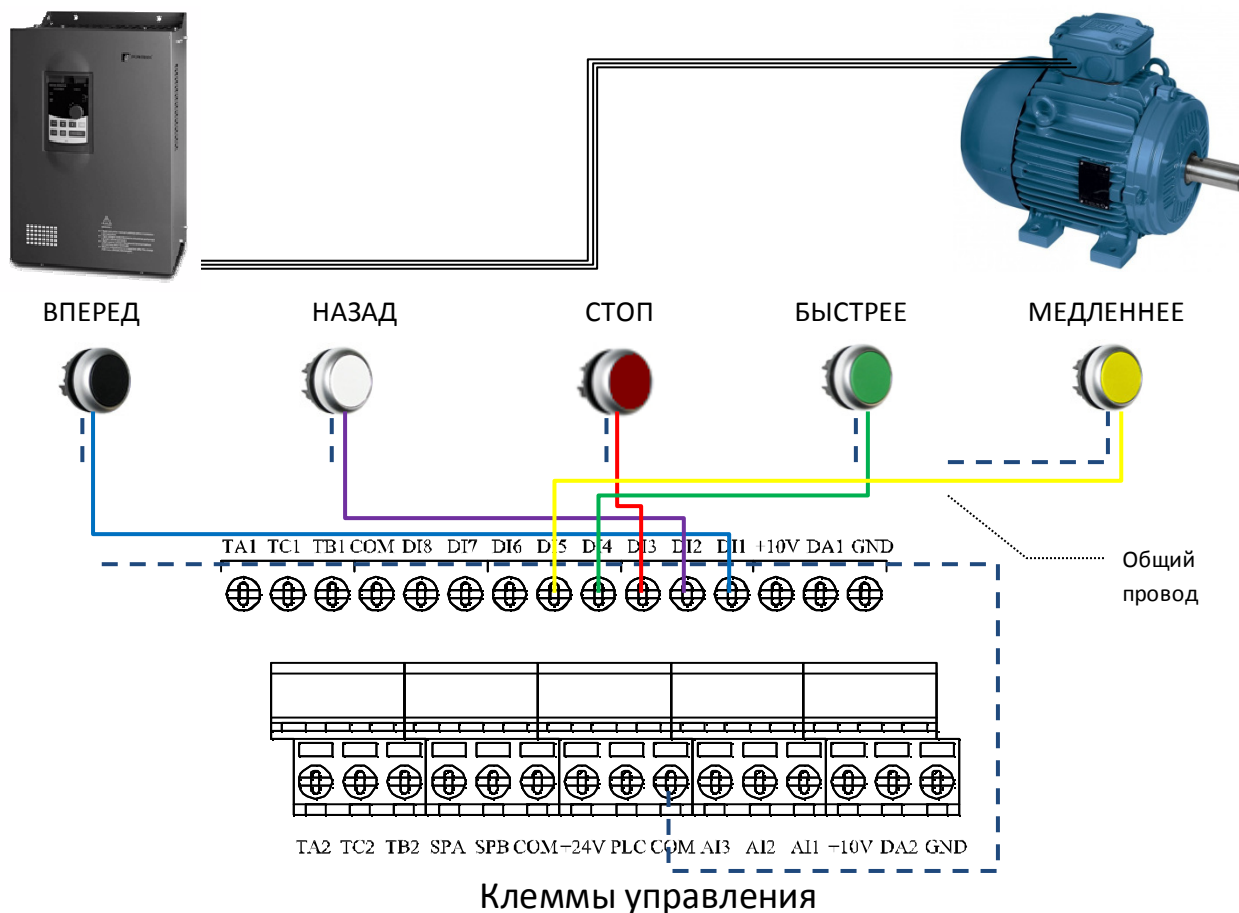 ВПЕРЕД НАЗАД СТОП БЫСТРЕЕ МЕДЛЕННЕЕ
TA1 TC1 TB1 COM DI8 DI7 DI6 DI5 DI4 DI3 DI2 DI1 +10V DA1 GND
Общий
провод
TA2 TC2 TB2 SPA SPB COM +24V PLC COM AI3 AI2 AI1 +10V DA2 GND
Клеммы управления